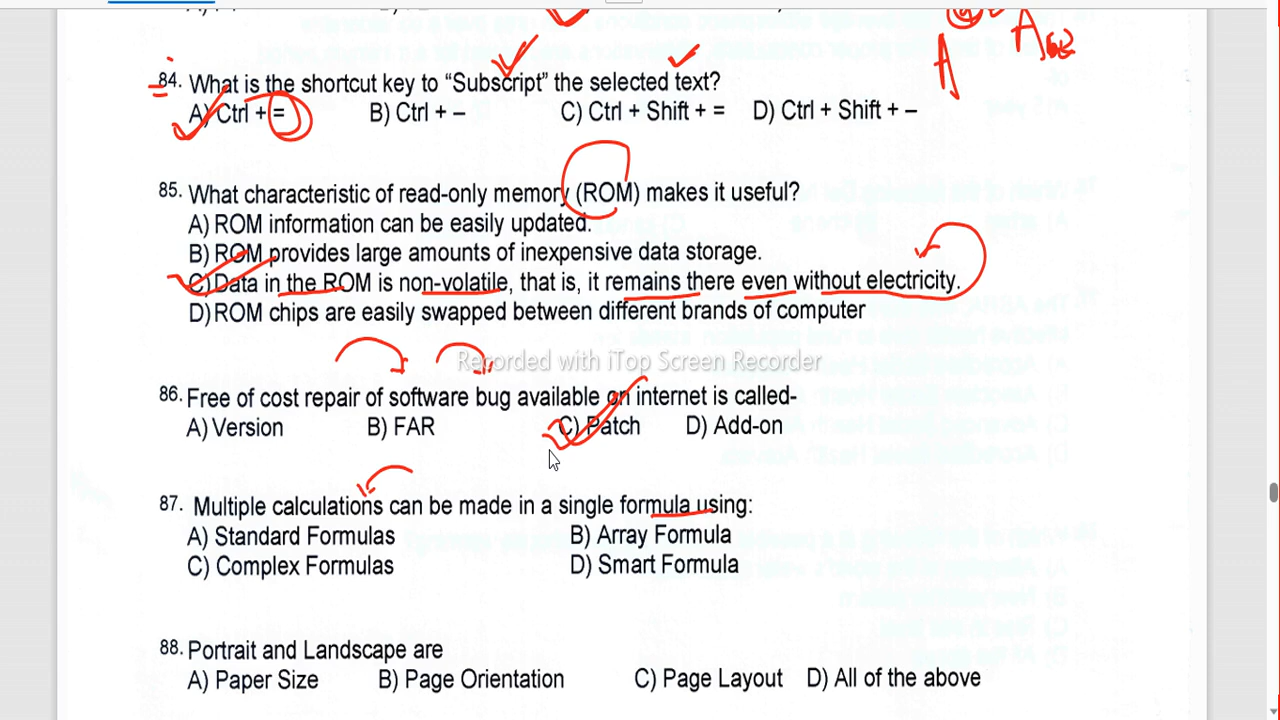 84. What is the shortcut key to “Subscript” the selected text?
A) Ctrl + = B) Ctrl + – C) Ctrl + Shift + = D) Ctrl + Shift + –
85. What characteristic of read-only memory (ROM) makes it useful?
A) ROM information can be easily updated.
B) ROM provides large amounts of inexpensive data storage.
C) Data in the ROM is non-volatile, that is, it remains there even without electricity.
D) ROM chips are easily swapped between different brands of computer
Recorded with iTop Screen Recorder
86. Free of cost repair of software bug available on internet is called-
A) Version B) FAR C) Patch D) Add-on
87. Multiple calculations can be made in a single formula using:
A) Standard Formulas B) Array Formula
C) Complex Formulas D) Smart Formula
88. Portrait and Landscape are
A) Paper Size B) Page Orientation C) Page Layout D) All of the above